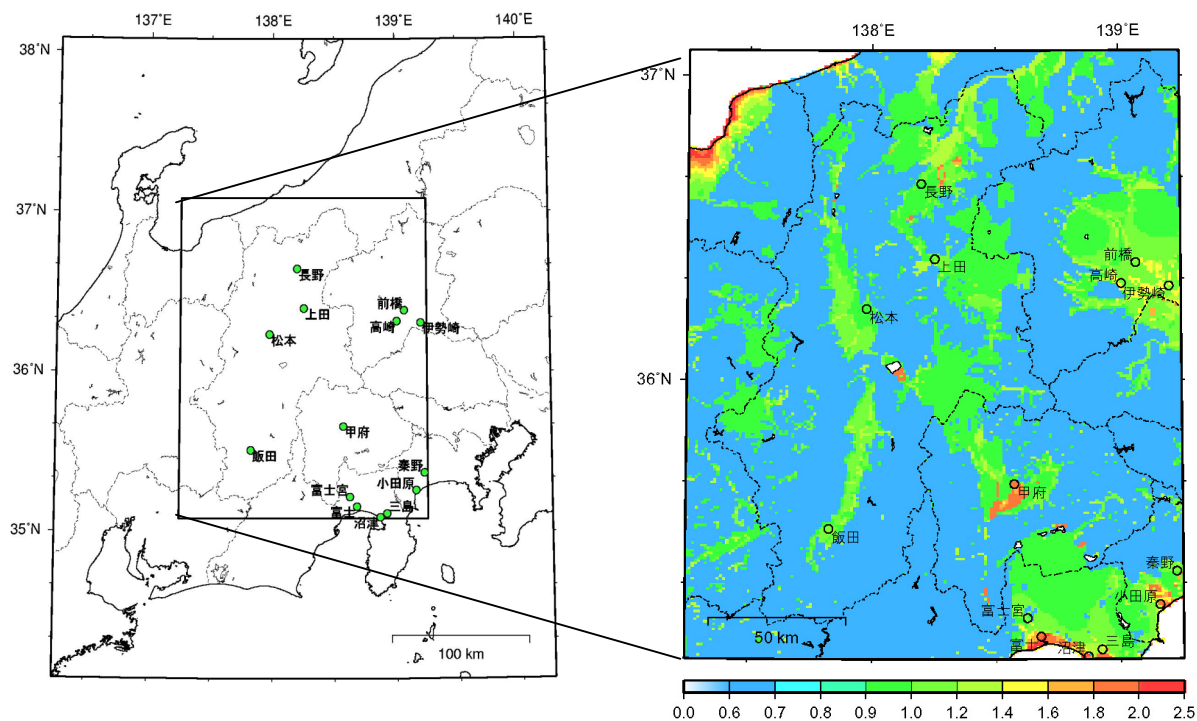 137°E
138°E
139°E
140°E
38°N
37°N
36°N
35°N
長野
上田
松本
前橋
高崎
伊勢崎
甲府
飯田
秦野
小田原
富士宮
富士
三島
沼津
100 km
138°E
139°E
37°N
36°N
長野
上田
松本
前橋
高崎
伊勢崎
甲府
飯田
秦野
小田原
富士宮
富士
沼津
三島
50 km
0.0 0.6 0.7 0.8 0.9 1.0 1.2 1.4 1.6 1.8 2.0 2.5